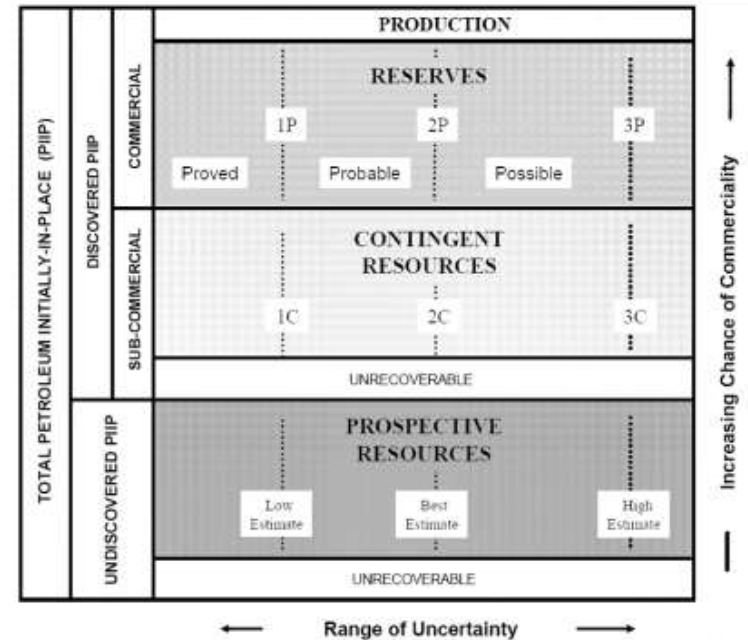 TOTAL PETROLEUM INITIALLY-IN-PLACE (PIIP)
DISCOVERED PIIP
UNDISCOVERED PIIP
COMMERCIAL
SUB-COMMERCIAL
PRODUCTION
RESERVES
1P 2P 3P
Proved Probable Possible
CONTINGENT
RESOURCES
1C 2C 3C
UNRECOVERABLE
PROSPECTIVE
RESOURCES
Low Best High
Estimate Estimate Estimate
UNRECOVERABLE
Range of Uncertainty
Increasing Chance of Commerciality